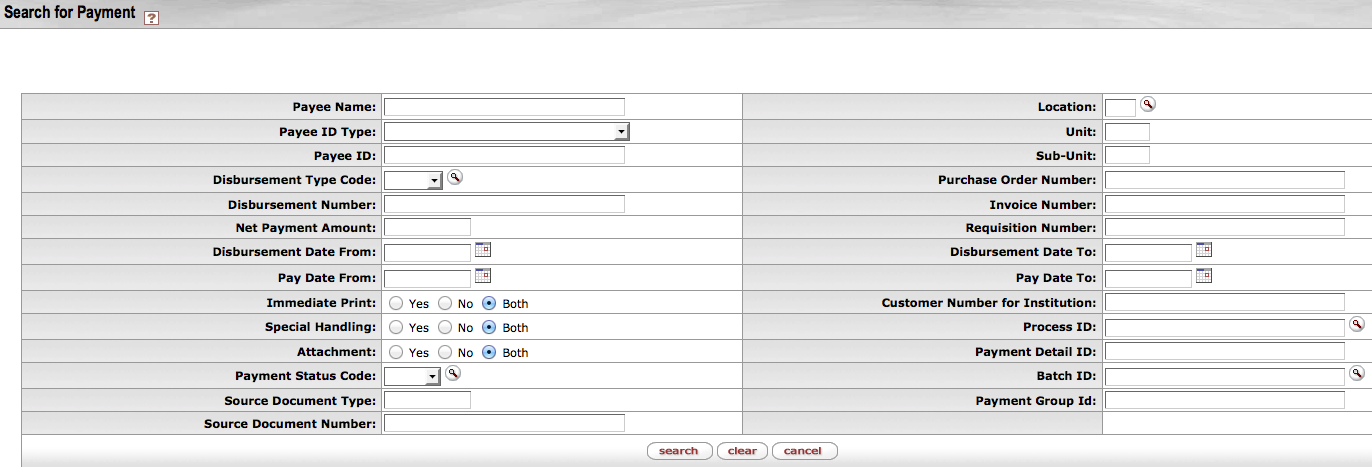 Search for Payment ?
Payee Name: Location:
Payee ID Type: Unit:
Payee ID: Sub-Unit:
Disbursement Type Code: Purchase Order Number:
Disbursement Number: Invoice Number:
Net Payment Amount: Requisition Number:
Disbursement Date From: Disbursement Date To:
Pay Date From: Pay Date To:
Immediate Print: Yes No Both Customer Number for Institution:
Special Handling: Yes No Both Process ID:
Attachment: Yes No Both Payment Detail ID:
Payment Status Code: Batch ID:
Source Document Type: Payment Group Id:
Source Document Number:
search clear cancel